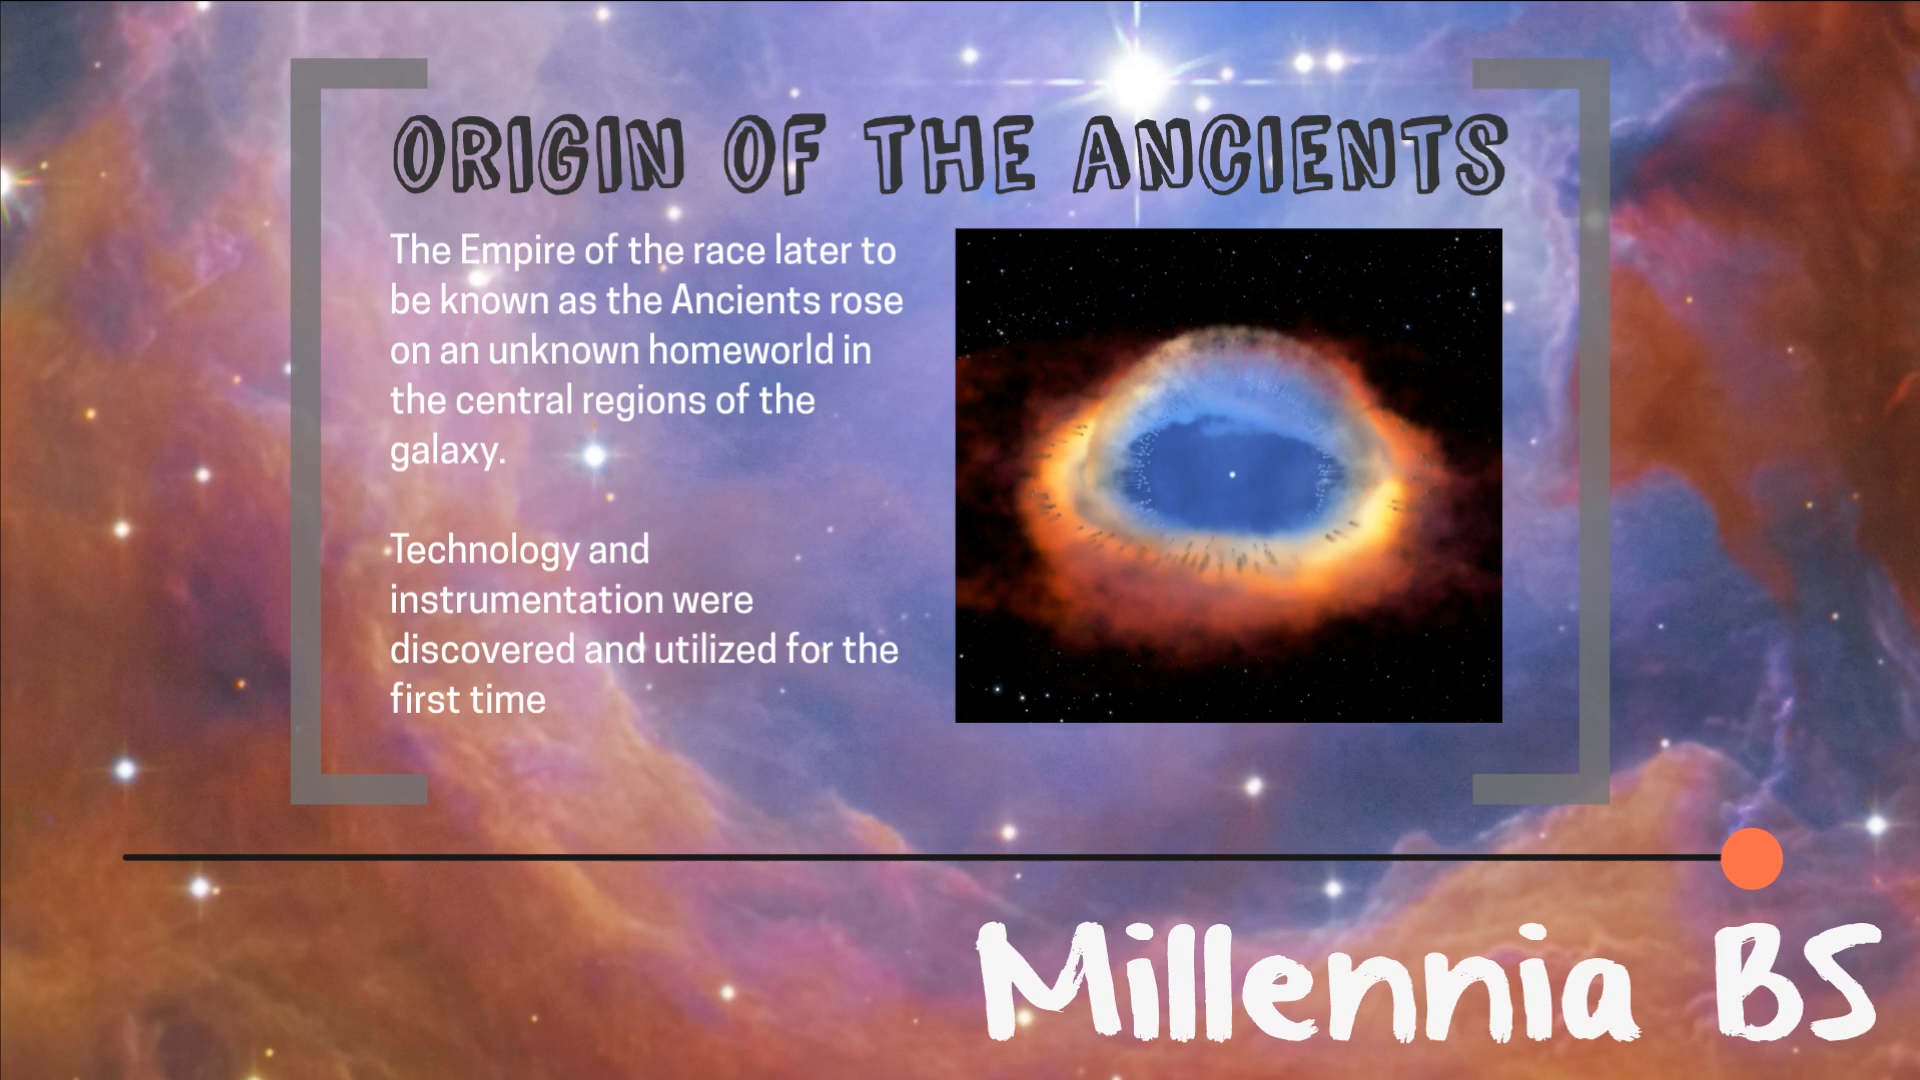 ORIGIN OF THE ANCIENTS
The Empire of the race later to
be known as the Ancients rose
on an unknown homeworld in
the central regions of the
galaxy.
Technology and
instrumentation were
discovered and utilized for the
first time
Millennia BS